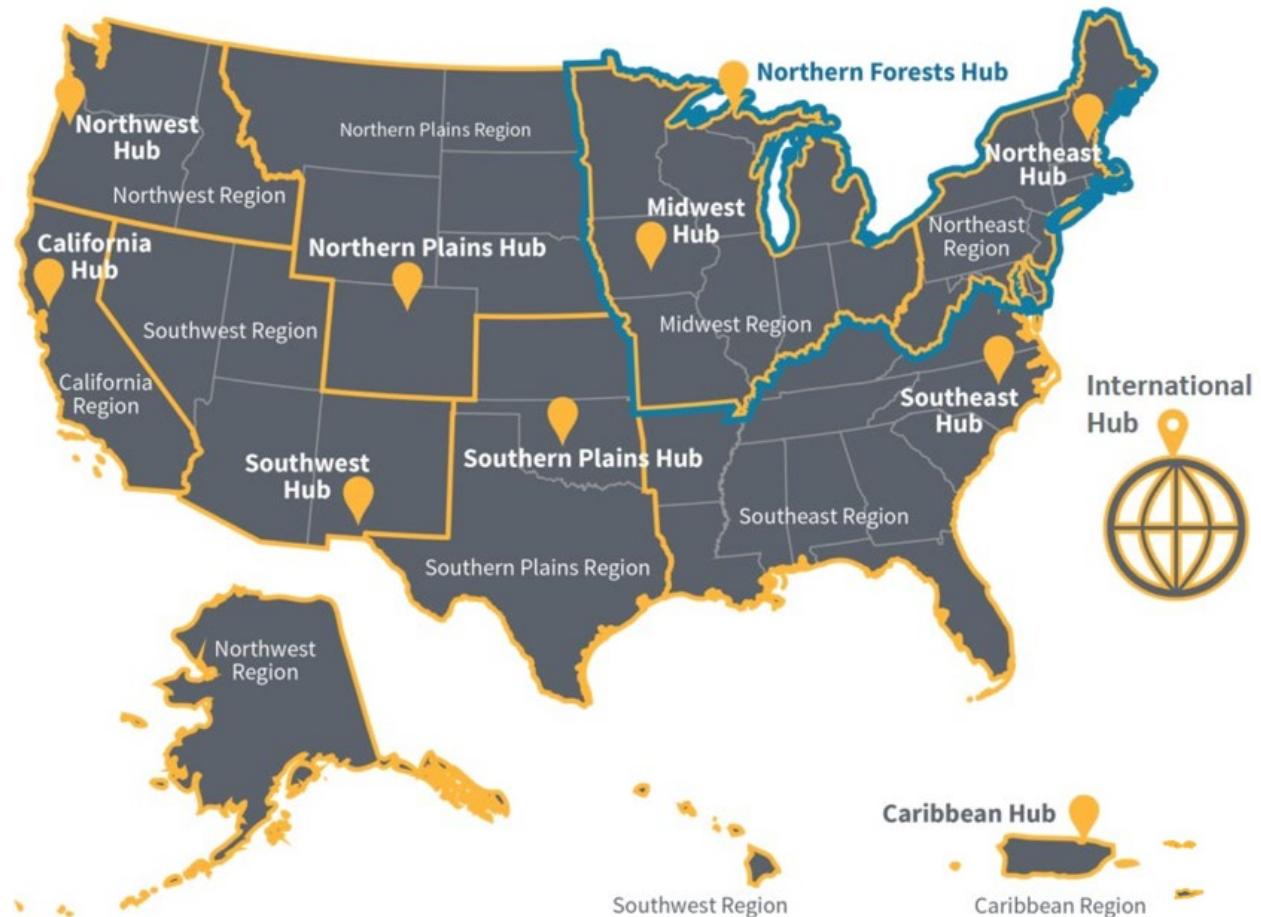 Northern Forests Hub
Northwest
Hub
Northern Plains Region
Northeast
Hub
Northwest Region
Midwest
Hub
Northeast
Region
California
Hub
Northern Plains Hub
Southwest Region
Midwest Region
California
Region
Southeast
Hub
International
Hub
Southwest
Hub
Southern Plains Hub
Southeast Region
Southern Plains Region
Northwest
Region
Caribbean Hub
Southwest Region
Caribbean Region